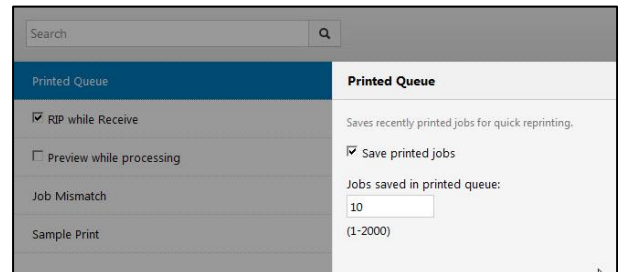 Search
Printed Queue
RIP while Receive
Preview while processing
Job Mismatch
Sample Print
Printed Queue
Saves recently printed jobs for quick reprinting.
Save printed jobs
Jobs saved in printed queue:
10
(1-2000)